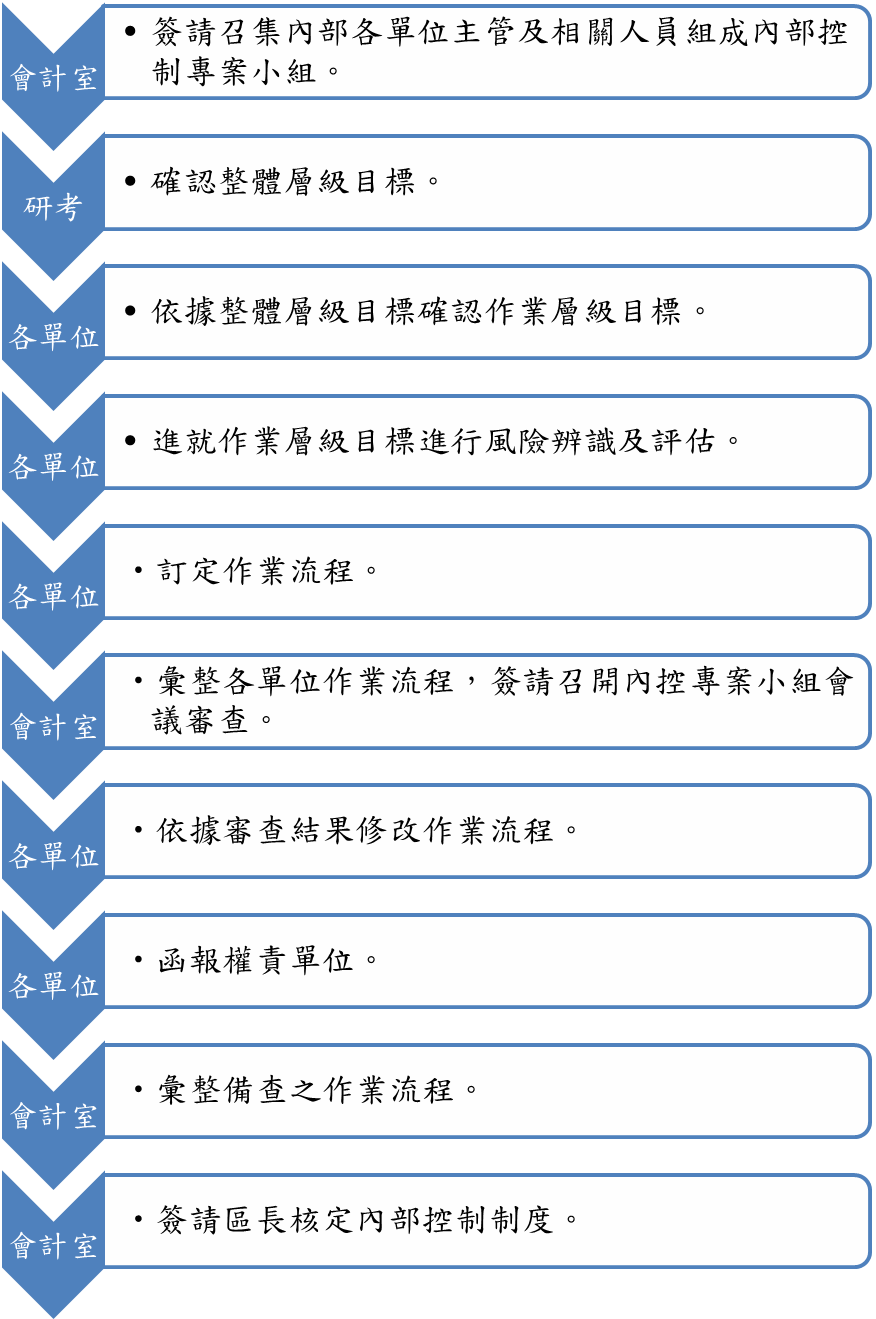 會計室
• 簽請召集內部各單位主管及相關人員組成內部控
制專案小組。
研考
• 確認整體層級目標。
各單位
• 依據整體層級目標確認作業層級目標。
各單位
• 進就作業層級目標進行風險辨識及評估。
各單位
・訂定作業流程。
會計室
・彙整各單位作業流程，簽請召開內控專案小組會
議審查。
各單位
・依據審查結果修改作業流程。
各單位
・函報權責單位。
會計室
・彙整備查之作業流程。
會計室
・簽請區長核定內部控制制度。